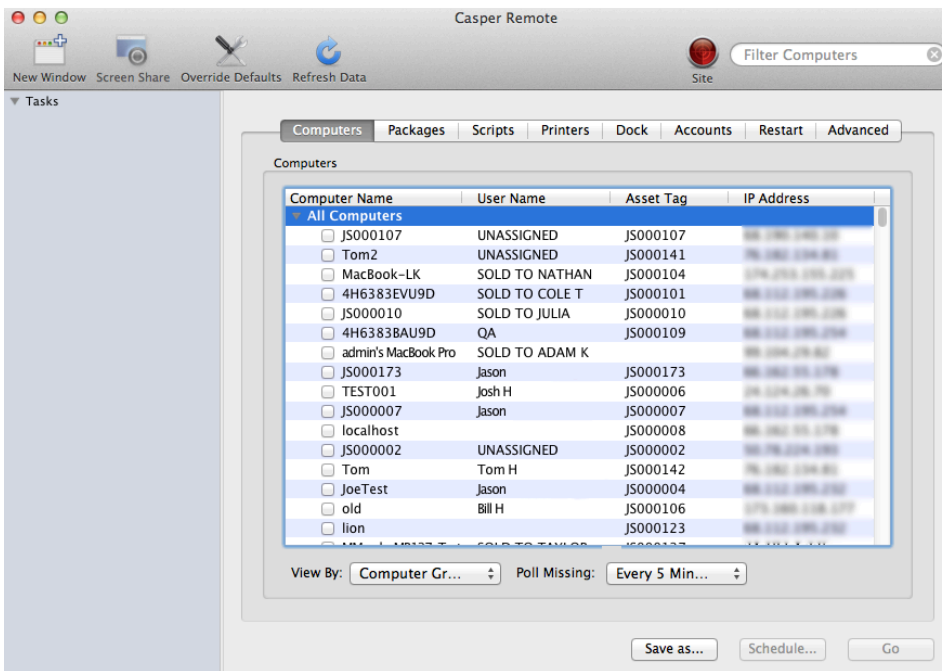 Casper Remote
New Window Screen Share Override Defaults Refresh Data Site Filter Computers
Tasks
Computers Packages Scripts Printers Dock Accounts Restart Advanced
Computers
Computer Name User Name Asset Tag IP Address
All Computers
JS000107 UNASSIGNED JS000107
Tom2 UNASSIGNED JS000141
MacBook-LK SOLD TO NATHAN JS000104
4H6383EVU9D SOLD TO COLE T JS000101
JS000010 SOLD TO JULIA JS000010
4H6383BAU9D QA JS000109
admin's MacBook Pro SOLD TO ADAM K
JS000173 Jason JS000173
TEST001 Josh H JS000006
JS000007 Jason JS000007
localhost JS000008
JS000002 UNASSIGNED JS000002
Tom Tom H JS000142
JoeTest Jason JS000004
old Bill H JS000106
lion JS000123
SOLD TO TAYLOR
View By: Computer Gr... Poll Missing: Every 5 Min...
Save as... Schedule... Go